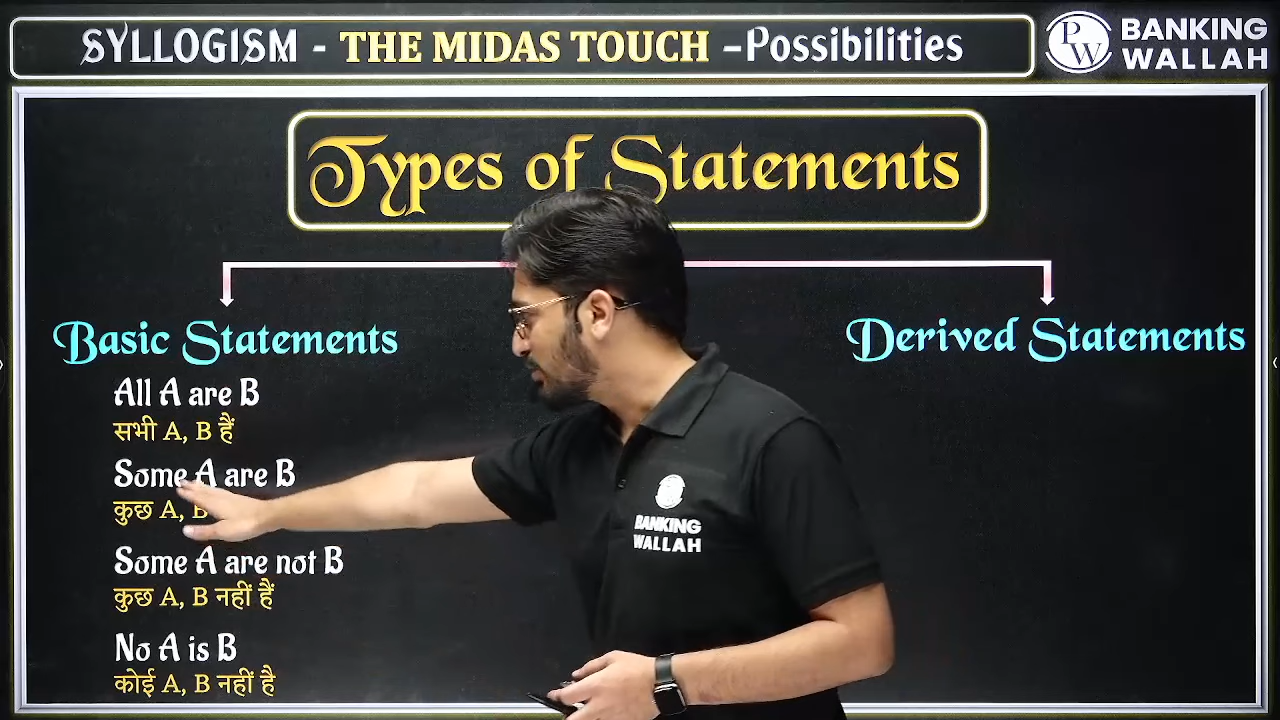 SYLLOGISM - THE MIDAS TOUCH -Possibilities
PW
BANKING
WALLAH
Types of Statements
Basic Statements
Derived Statements
All A are B
सभी A, B हैं
Some A are B
कुछ A, B
Some A are not B
कुछ A, B नहीं हैं
No A is B
कोई A, B नहीं है
BANKING
WALLAH